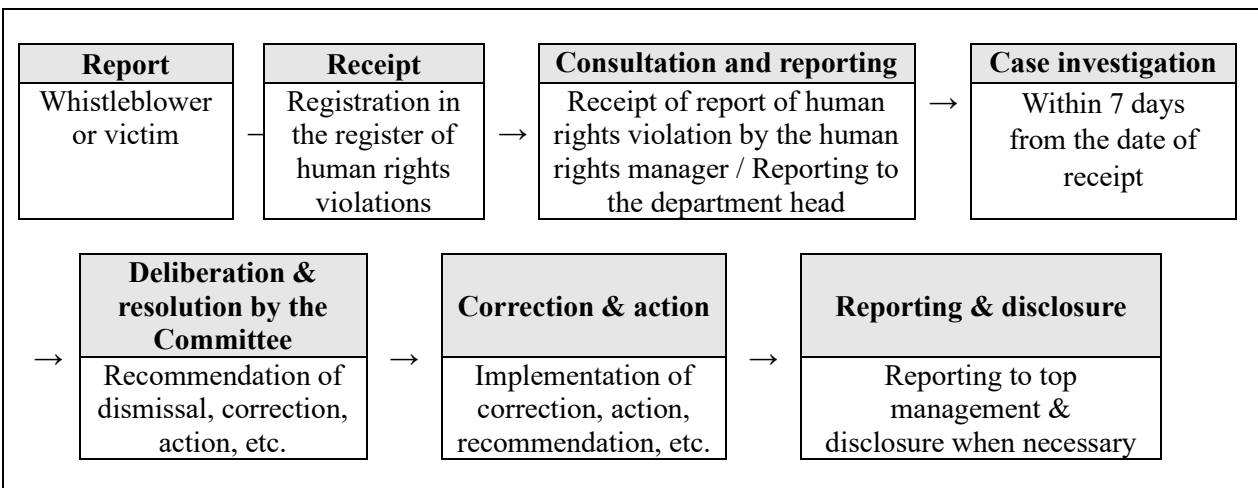 Report
Whistleblower
or victim
–
Receipt
Registration in
the register of
human rights
violations
→
Consultation and reporting
Receipt of report of human
rights violation by the human
rights manager / Reporting to
the department head
→
Case investigation
Within 7 days
from the date of
receipt
→
Deliberation &
resolution by the
Committee
Recommendation of
dismissal, correction,
action, etc.
→
Correction & action
Implementation of
correction, action,
recommendation, etc.
→
Reporting & disclosure
Reporting to top
management &
disclosure when necessary